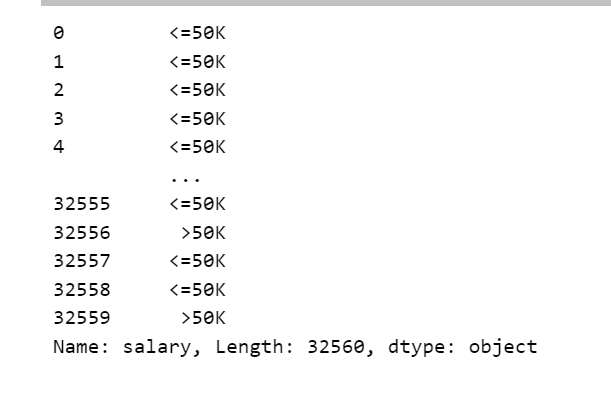 0         <=50K
1         <=50K
2         <=50K
3         <=50K
4         <=50K
          ...
32555     <=50K
32556      >50K
32557     <=50K
32558     <=50K
32559      >50K
Name: salary, Length: 32560, dtype: object